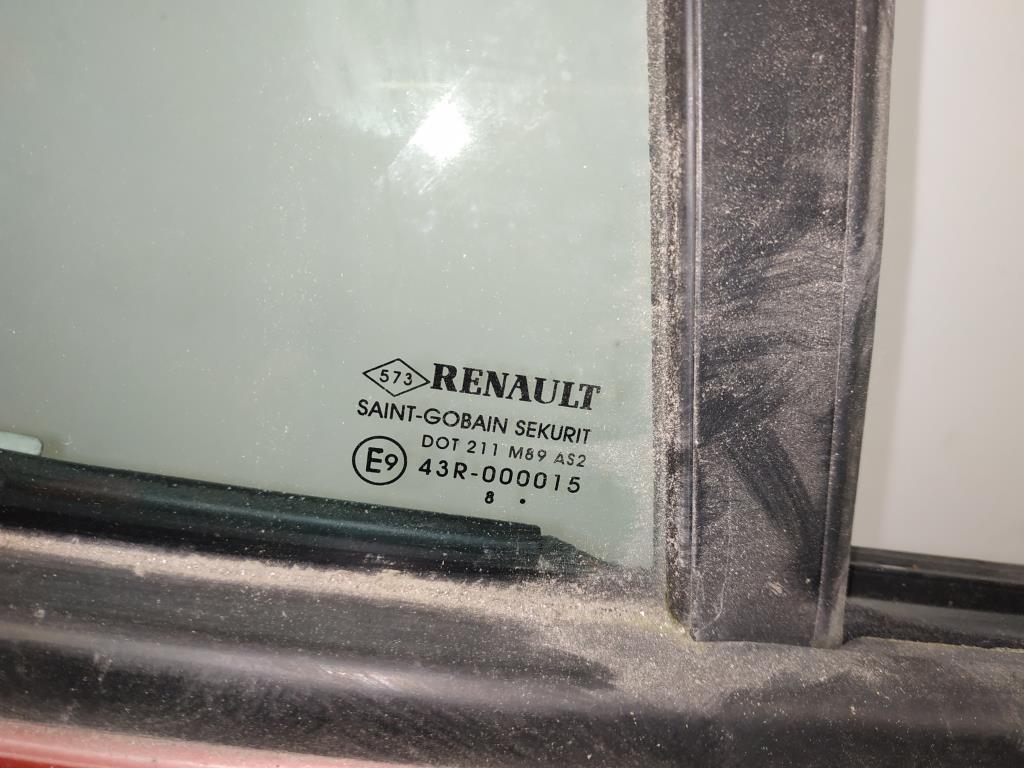 573 RENAULT
SAINT-GOBAIN SEKURIT
DOT 211 M89 AS2
E9 43R-000015
8 .